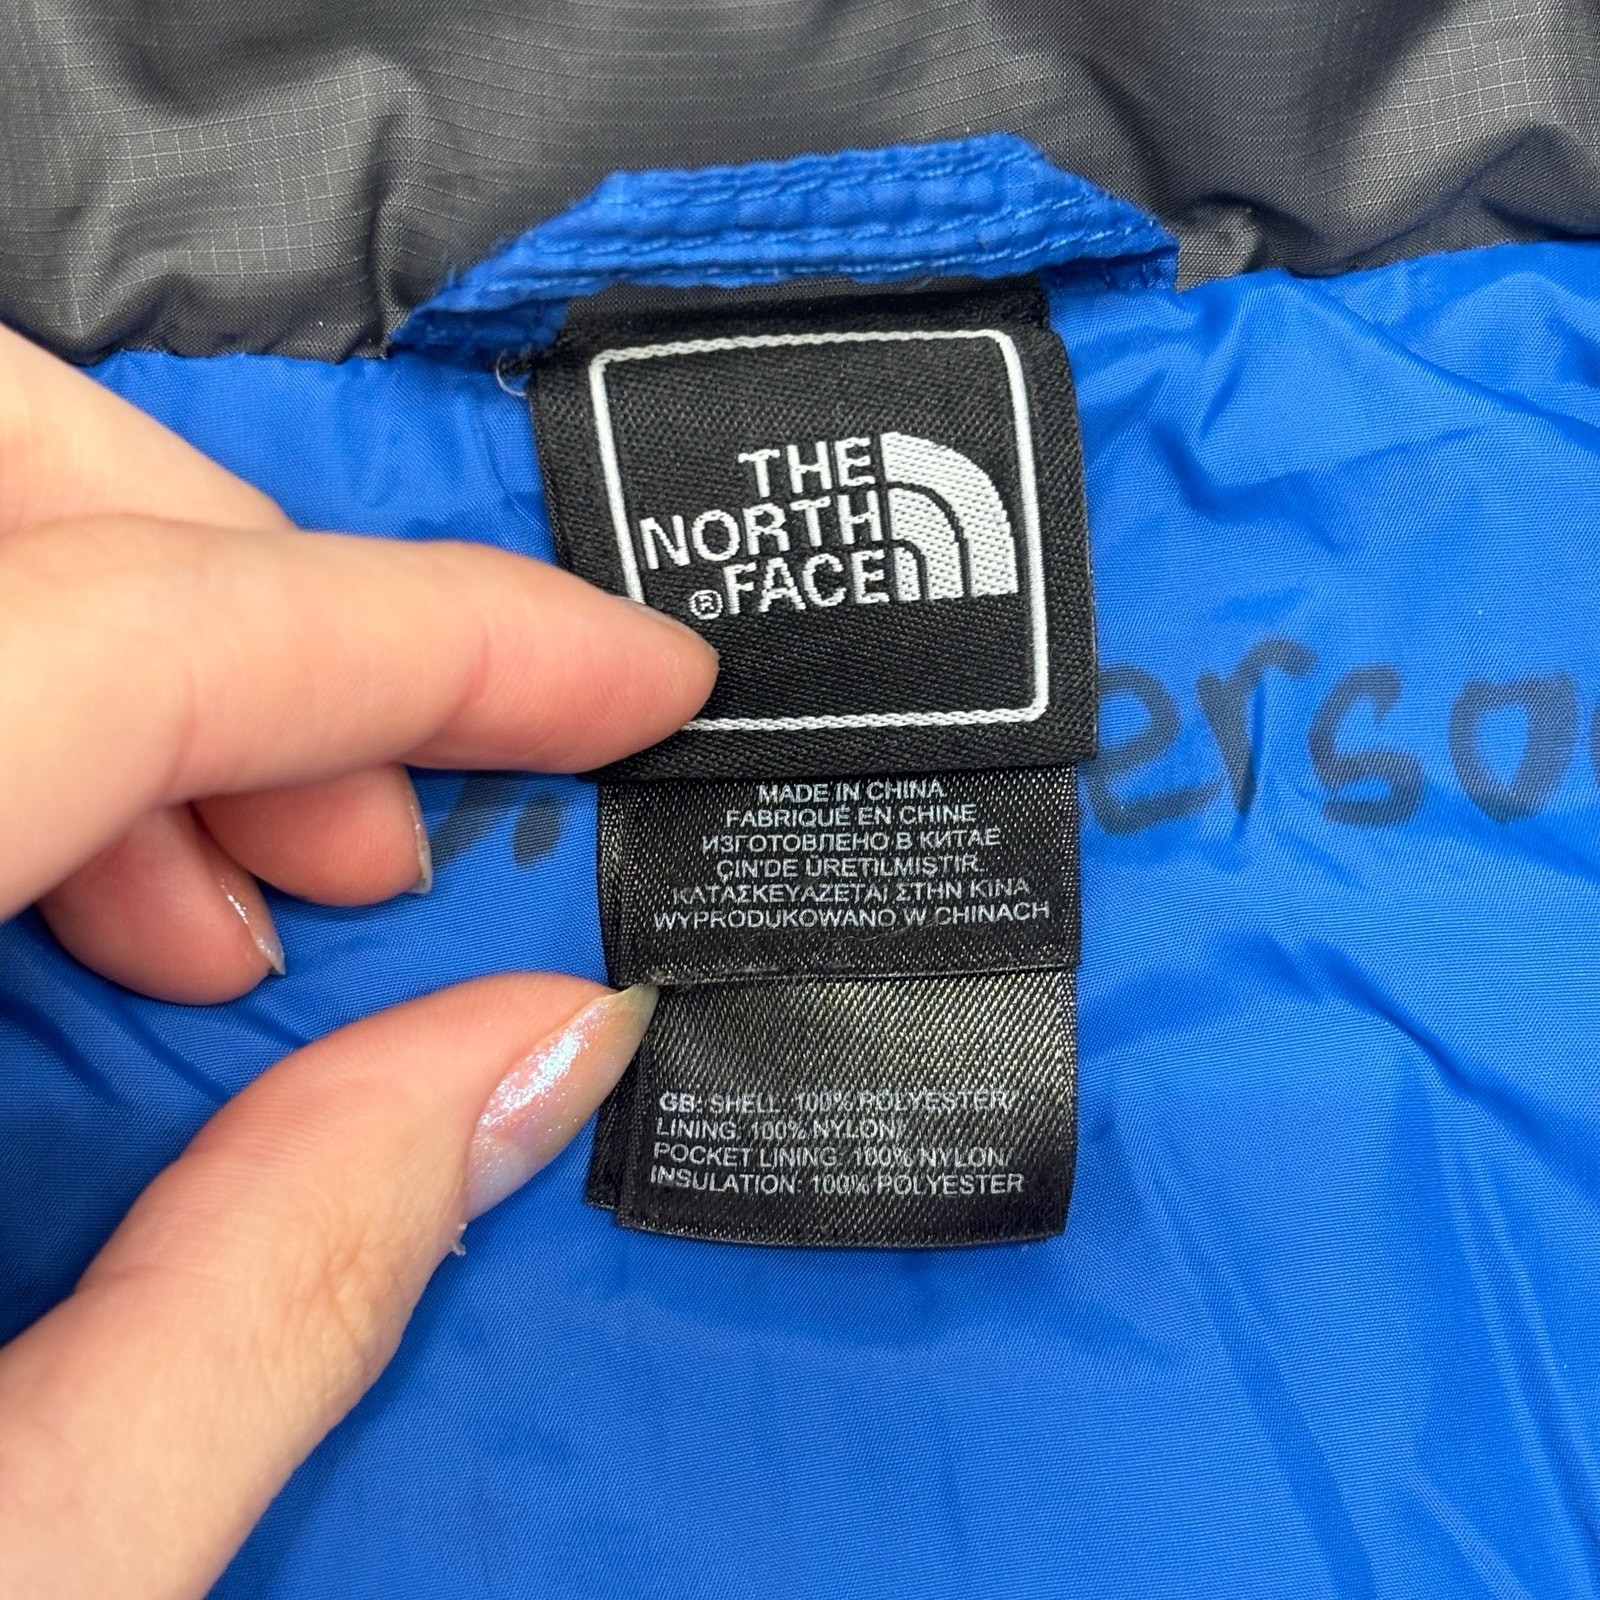 THE
NORTH
®FACE
MADE IN CHINA
FABRIQUÉ EN CHINE
ИЗГОТОВЛЕНО В КИТАЕ
ÇIN'DE ÜRETILMIŞTIR.
ΚΑΤΑΣΚΕΥΑΖΕΤΑΙ ΣΤΗΝ ΚΙΝΑ
WYPRODUKOWANO W CHINACH
GB: SHELL: 100% POLYESTER/
LINING: 100% NYLON/
POCKET LINING: 100% NYLON/
INSULATION: 100% POLYESTER